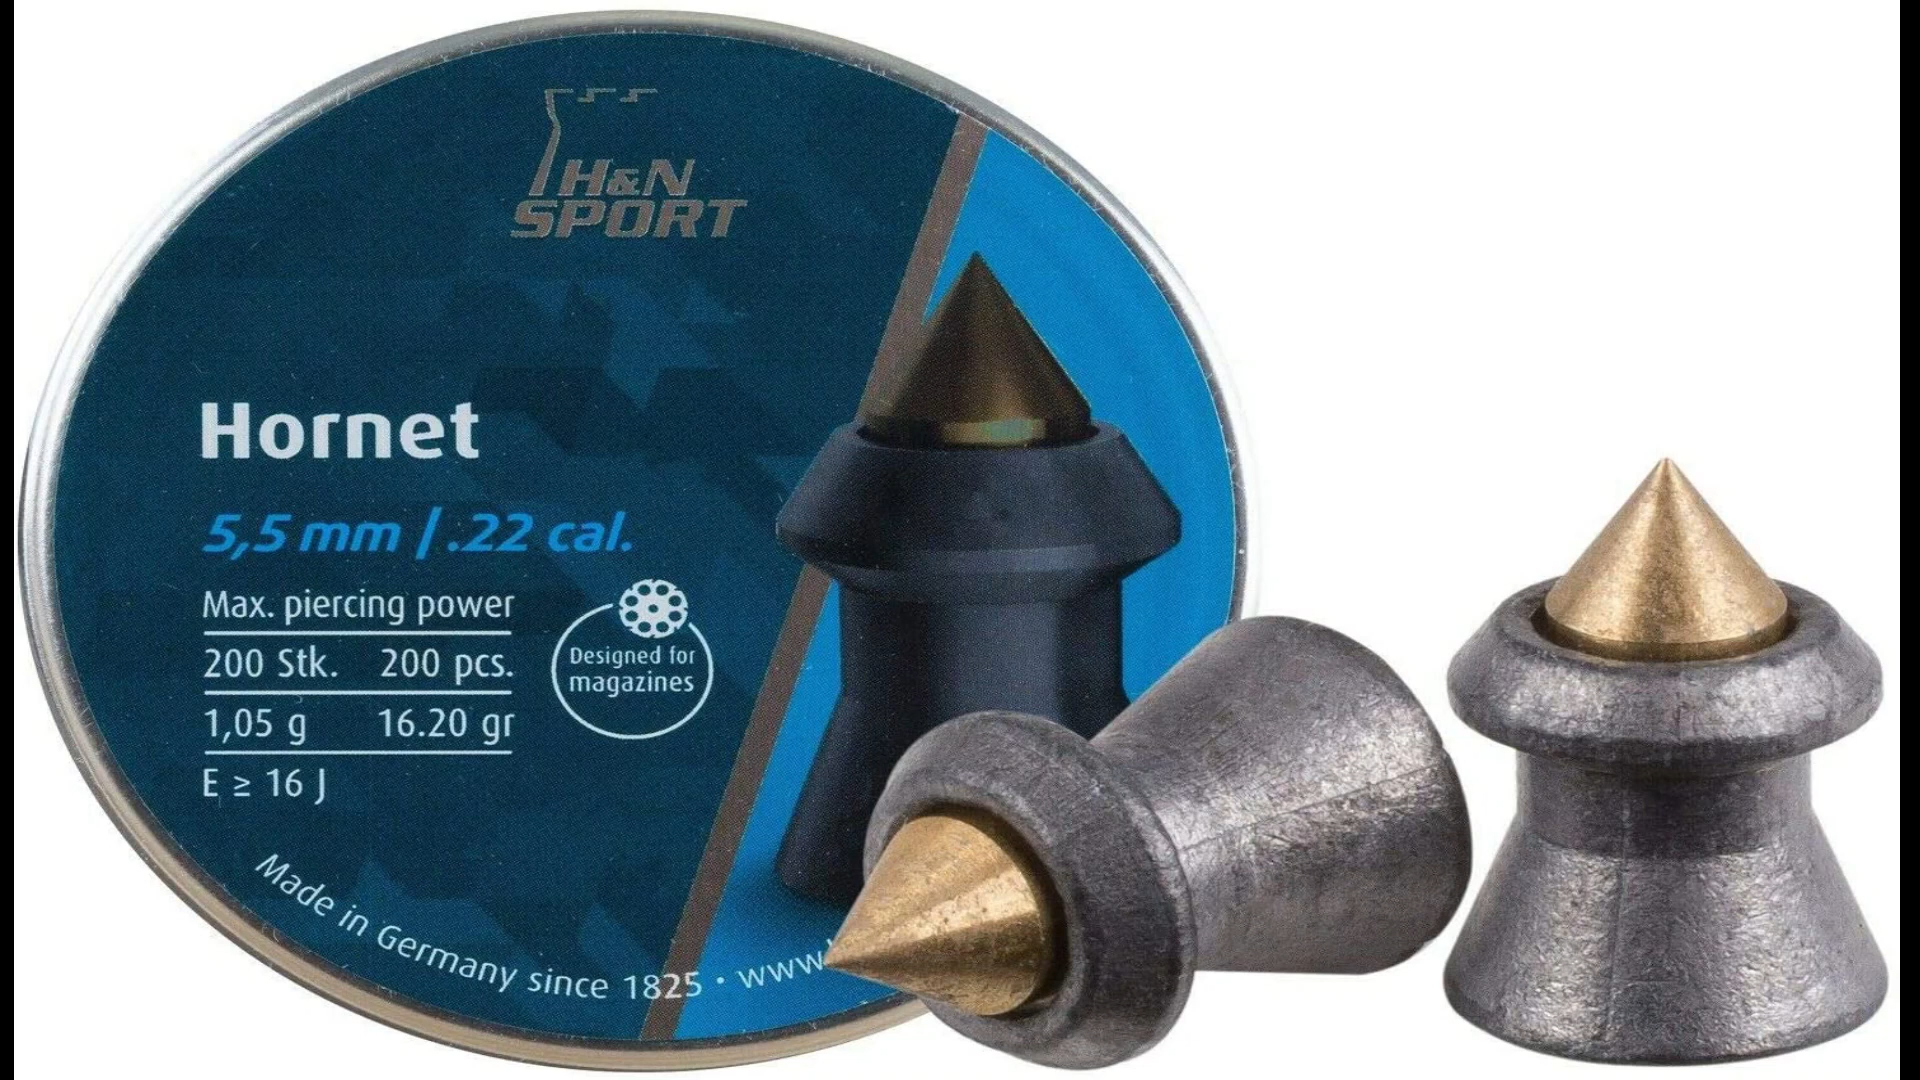 H&N
SPORT
Hornet
5,5 mm / .22 cal.
Max. piercing power
200 Stk. 200 pcs.
1,05 g 16.20 gr
E ≥ 16 J
Designed for
magazines
Made in Germany since 1825 • www